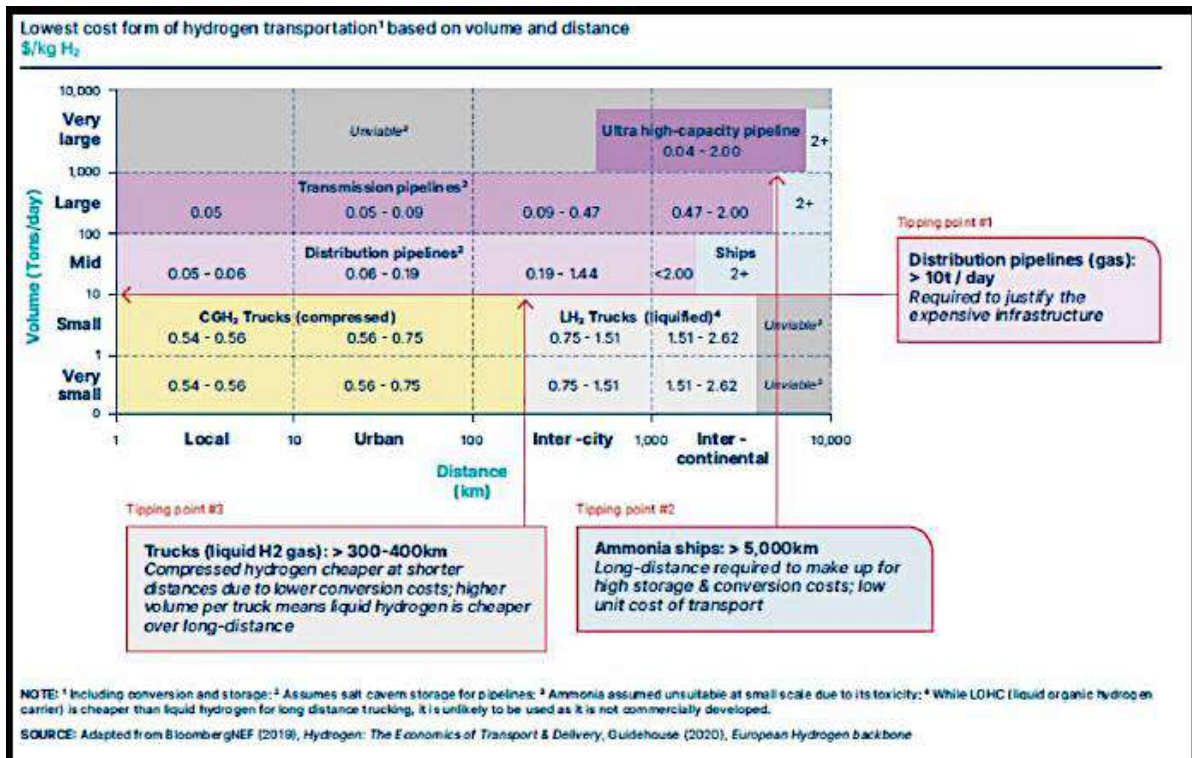 Lowest cost form of hydrogen transportation¹ based on volume and distance
$/kg H₂
10,000
Very
large
Unviable³
Ultra high-capacity pipeline
0.04 - 2.00
2+
1,000
Large
Transmission pipelines²
0.05
0.05 - 0.09
0.09 - 0.47
0.47 - 2.00
2+
100
Mid
Distribution pipelines²
0.05 - 0.06
0.06 - 0.19
0.19 - 1.44
<2.00
Ships
2+
10
Small
CGH₂ Trucks (compressed)
0.54 - 0.56
0.56 - 0.75
LH₂ Trucks (liquified)⁴
0.75 - 1.51
1.51 - 2.62
Unviable³
1
Very
small
0.54 - 0.56
0.56 - 0.75
0.75 - 1.51
1.51 - 2.62
Unviable³
0
Volume (Tons/day)
1
Local
10
Urban
100
Inter -city
1,000
Inter -
continental
10,000
Distance
(km)
Tipping point #1
Distribution pipelines (gas):
> 10t / day
Required to justify the
expensive infrastructure
Tipping point #3
Trucks (liquid H2 gas): > 300-400km
Compressed hydrogen cheaper at shorter
distances due to lower conversion costs; higher
volume per truck means liquid hydrogen is cheaper
over long-distance
Tipping point #2
Ammonia ships: > 5,000km
Long-distance required to make up for
high storage & conversion costs; low
unit cost of transport
NOTE: ¹ Including conversion and storage; ² Assumes salt cavern storage for pipelines; ³ Ammonia assumed unsuitable at small scale due to its toxicity; ⁴ While LOHC (liquid organic hydrogen
carrier) is cheaper than liquid hydrogen for long distance trucking, it is unlikely to be used as it is not commercially developed.
SOURCE: Adapted from BloombergNEF (2019), Hydrogen: The Economics of Transport & Delivery, Guidehouse (2020), European Hydrogen backbone